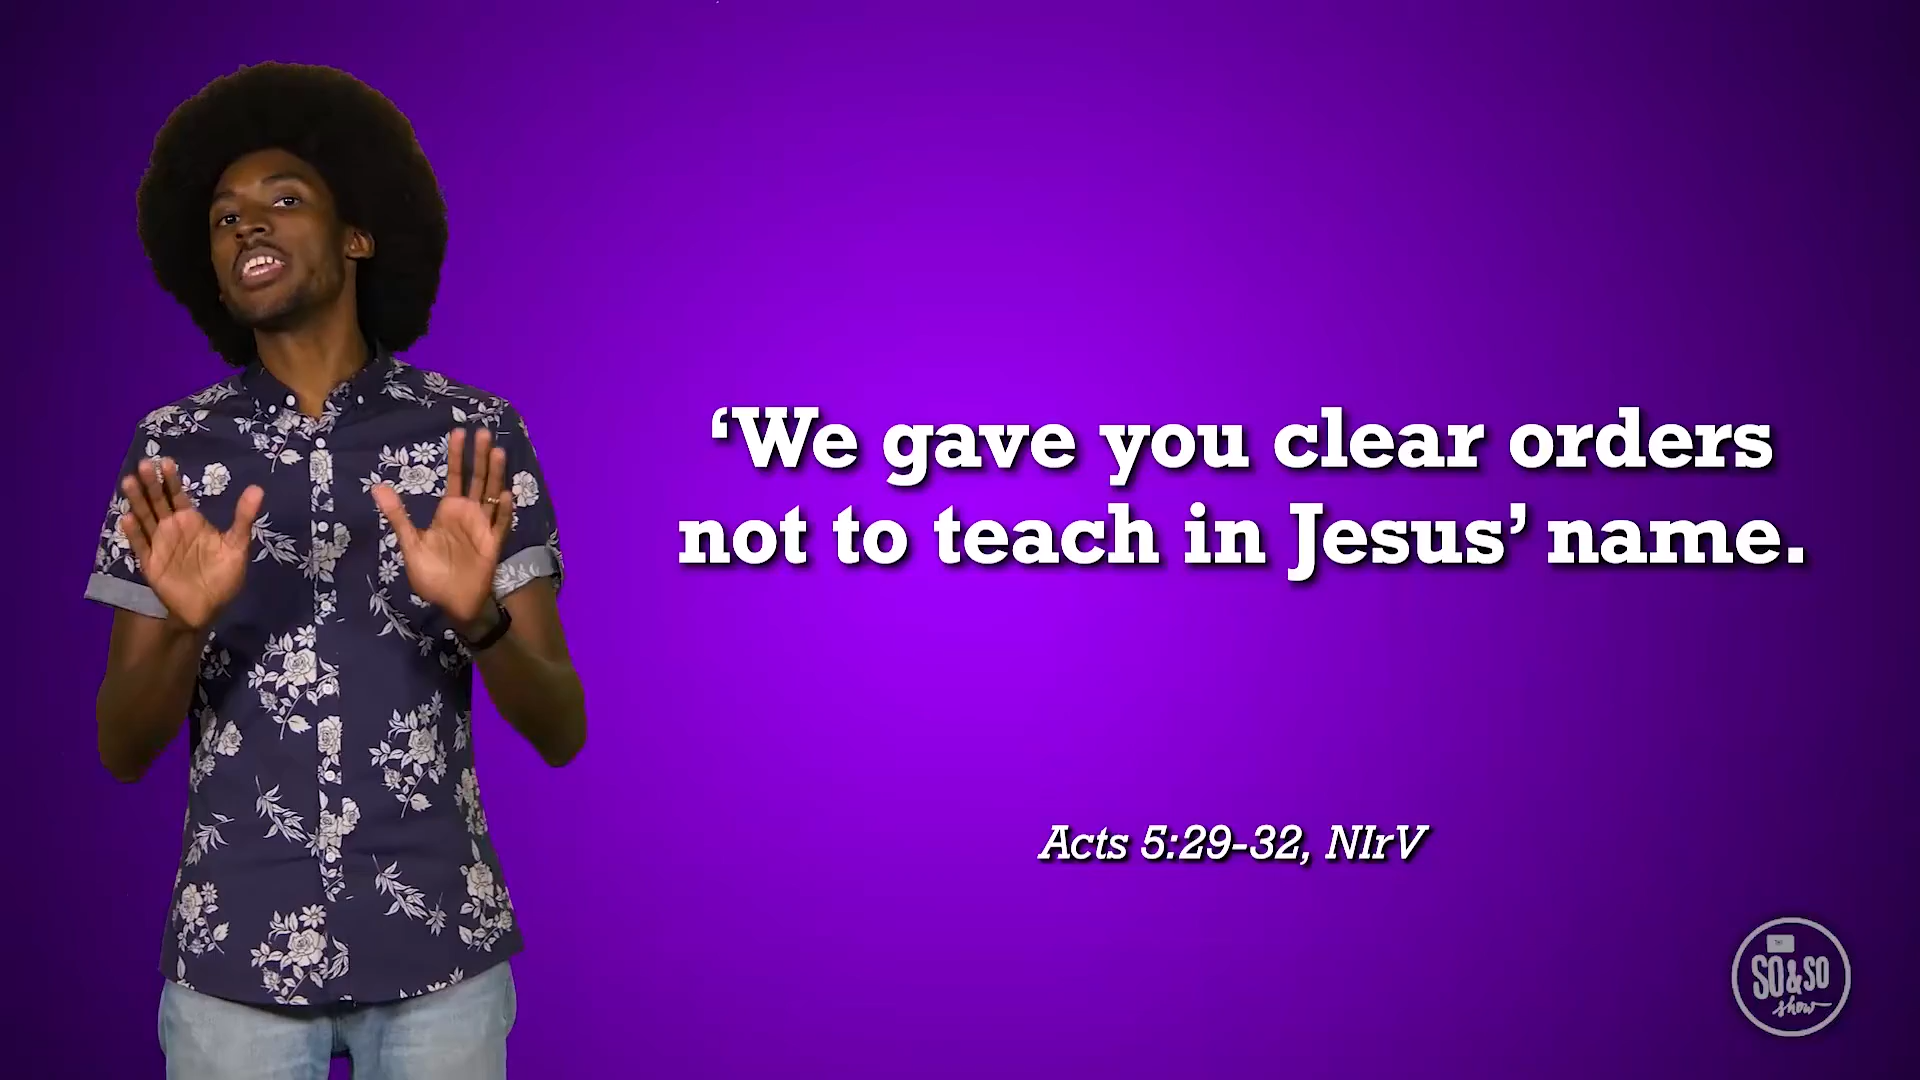 ‘We gave you clear orders
not to teach in Jesus’ name.
Acts 5:29-32, NIrV
SO & SO
show